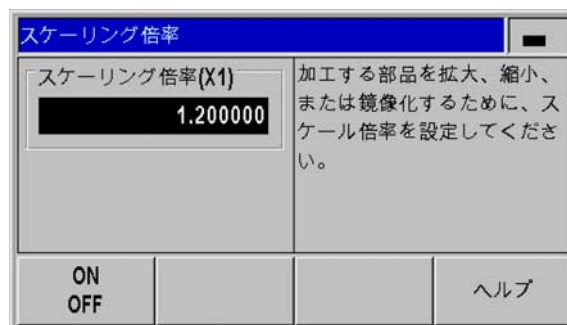 スケーリング倍率
スケーリング倍率(X1)
1.200000
加工する部品を拡大、縮小、
または鏡像化するために、ス
ケール倍率を設定してくださ
い。
ON
OFF
ヘルプ